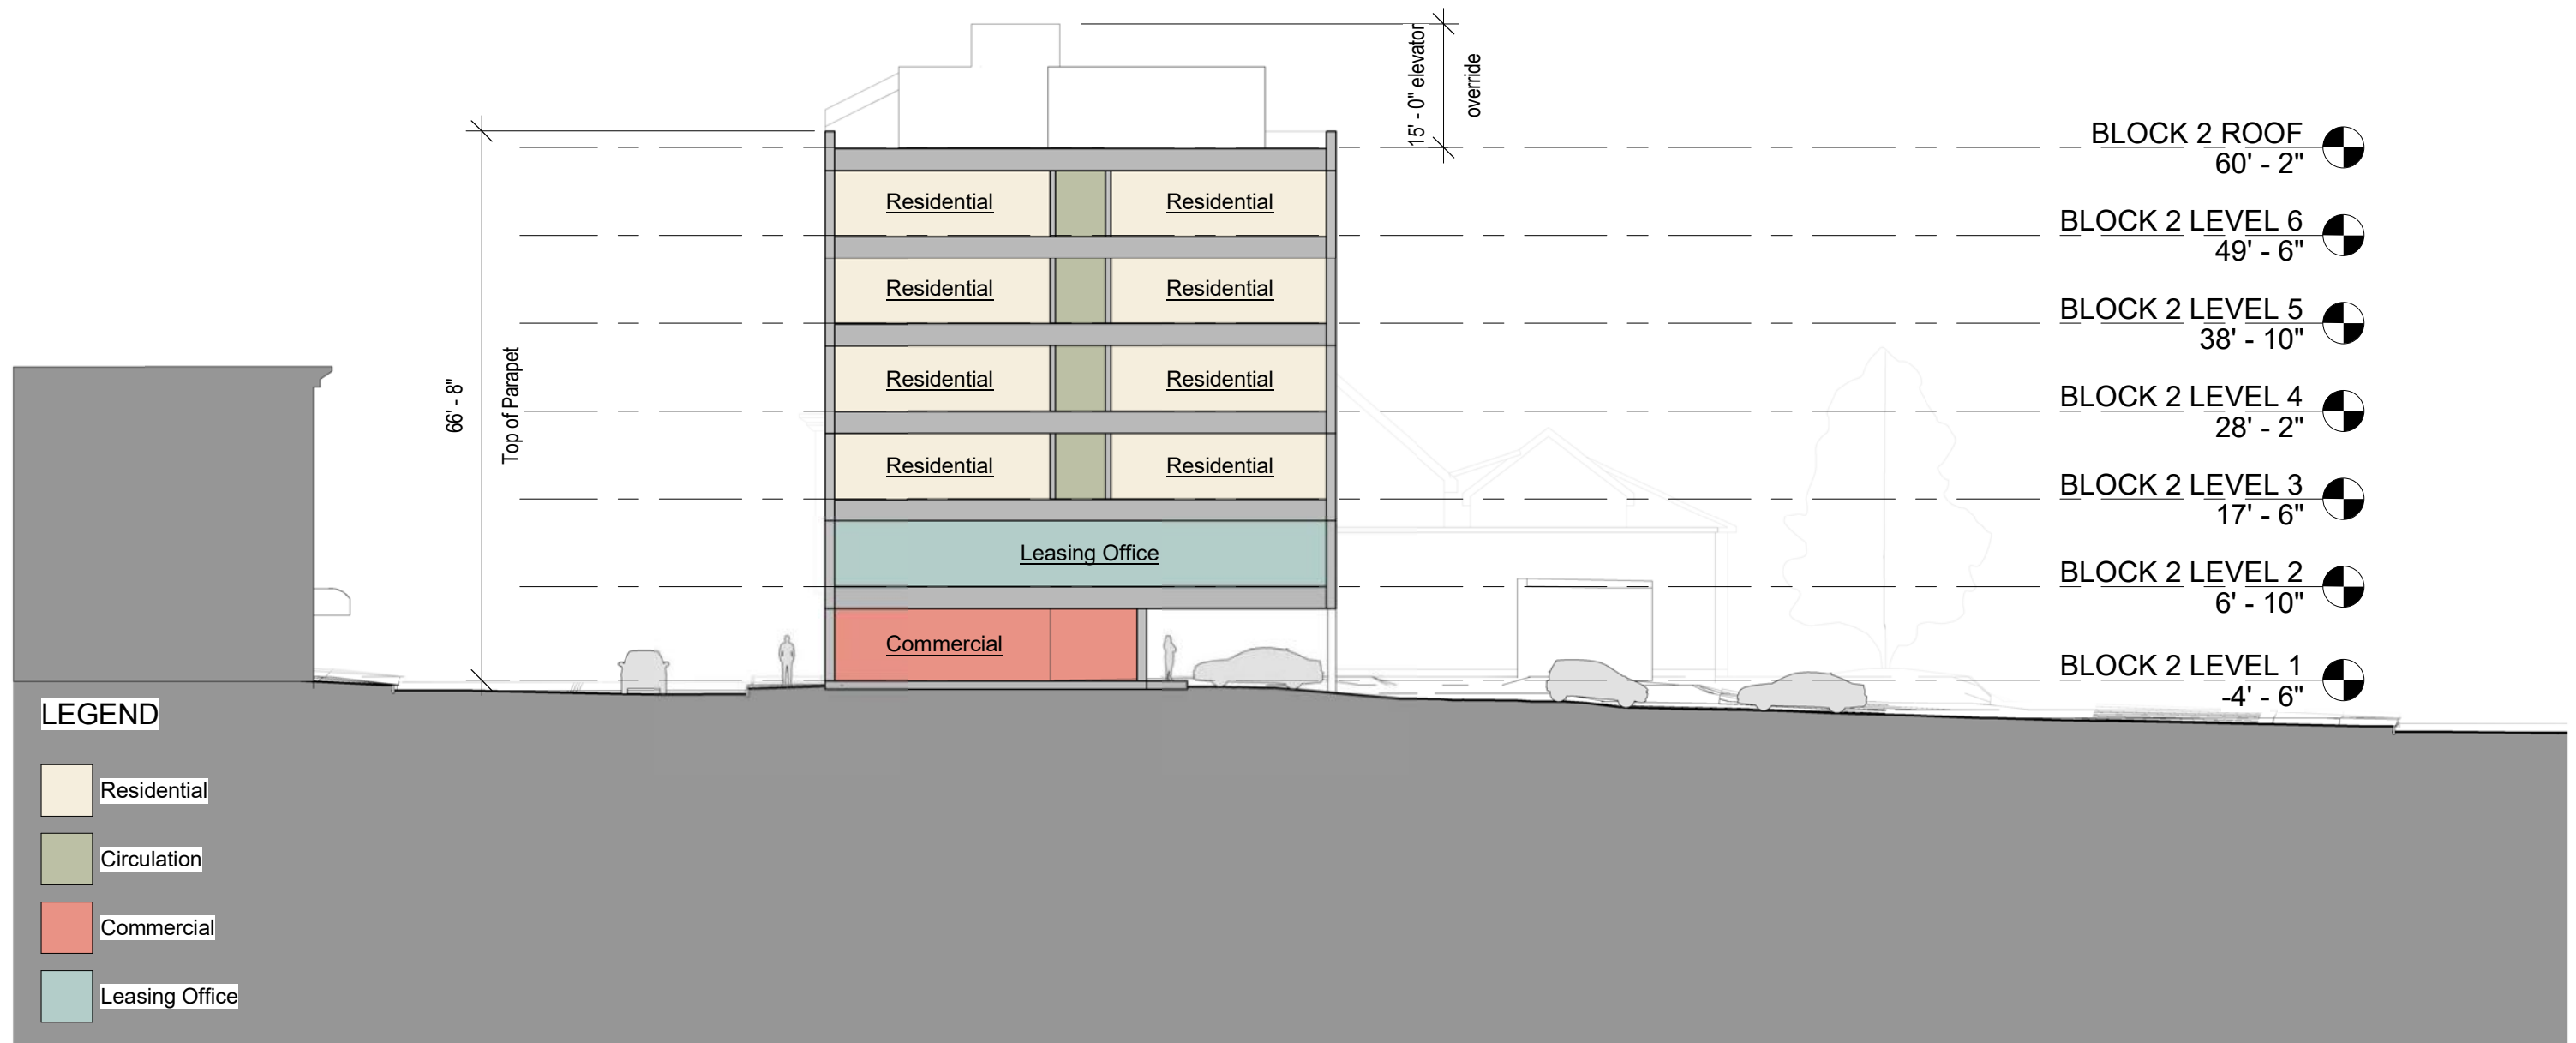 15' - 0" elevator
override
BLOCK 2 ROOF
60' - 2"
Residential
Residential
BLOCK 2 LEVEL 6
49' - 6"
Residential
Residential
BLOCK 2 LEVEL 5
38' - 10"
66' - 8"
Top of Parapet
Residential
Residential
BLOCK 2 LEVEL 4
28' - 2"
Residential
Residential
BLOCK 2 LEVEL 3
17' - 6"
Leasing Office
BLOCK 2 LEVEL 2
6' - 10"
Commercial
BLOCK 2 LEVEL 1
-4' - 6"
LEGEND
Residential
Circulation
Commercial
Leasing Office